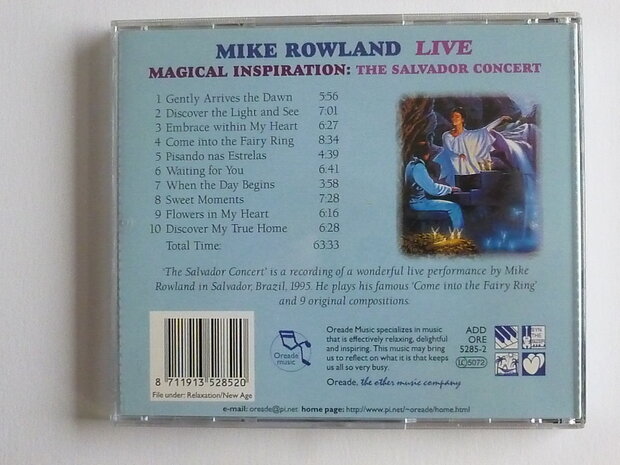 MIKE ROWLAND LIVE
MAGICAL INSPIRATION: THE SALVADOR CONCERT
1 Gently Arrives the Dawn 5:56
2 Discover the Light and See 7:01
3 Embrace within My Heart 6:27
4 Come into the Fairy Ring 8:34
5 Pisando nas Estrelas 4:39
6 Waiting for You 6:41
7 When the Day Begins 3:58
8 Sweet Moments 7:28
9 Flowers in My Heart 6:16
10 Discover My True Home 6:28
Total Time: 63:33
'The Salvador Concert' is a recording of a wonderful live performance by Mike
Rowland in Salvador, Brazil, 1995. He plays his famous 'Come into the Fairy Ring'
and 9 original compositions.
8 711913 528520
File under: Relaxation/New Age
Oreade
music
Oreade Music specializes in music
that is effectively relaxing, delightful
and inspiring. This music may bring
us to reflect on what it is that keeps
us all so very busy.
Oreade, the other music company
ADD
ORE
5285-2
LC 5072
e-mail: oreade@pi.net home page: http://www.pi.net/~oreade/home.html